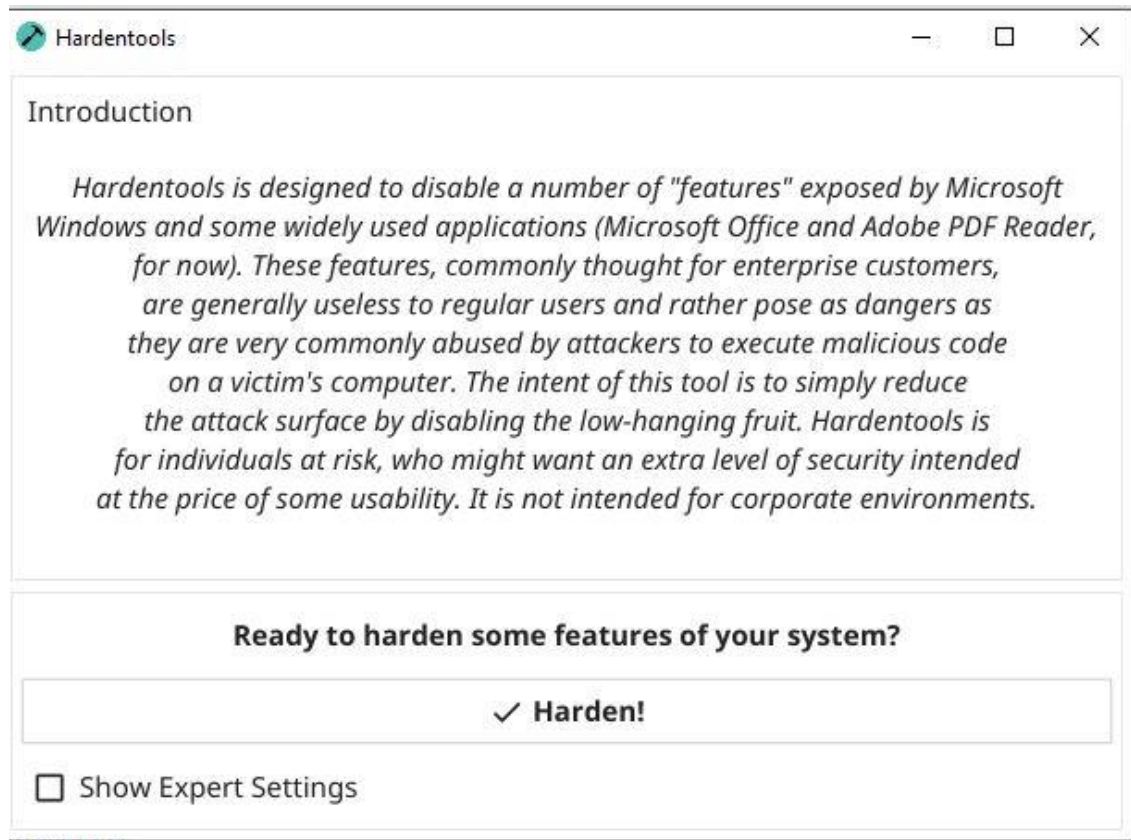 Hardentools
Introduction
Hardentools is designed to disable a number of "features" exposed by Microsoft
Windows and some widely used applications (Microsoft Office and Adobe PDF Reader,
for now). These features, commonly thought for enterprise customers,
are generally useless to regular users and rather pose as dangers as
they are very commonly abused by attackers to execute malicious code
on a victim's computer. The intent of this tool is to simply reduce
the attack surface by disabling the low-hanging fruit. Hardentools is
for individuals at risk, who might want an extra level of security intended
at the price of some usability. It is not intended for corporate environments.
Ready to harden some features of your system?
Harden!
Show Expert Settings